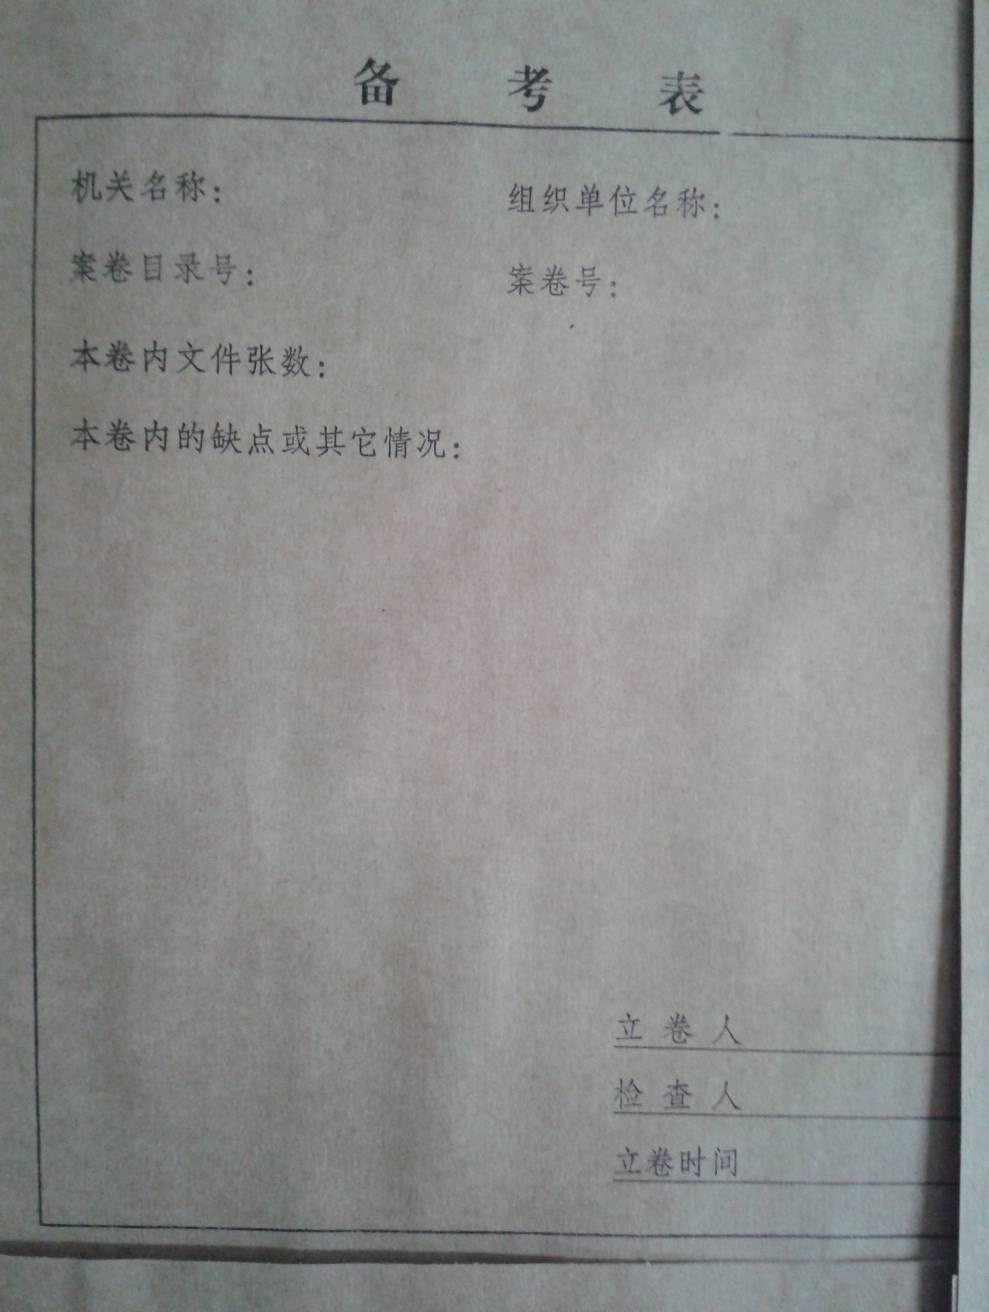 备考表
机关名称: 组织单位名称:
案卷目录号: 案卷号:
本卷内文件张数:
本卷内的缺点或其它情况:
立卷人
检查人
立卷时间